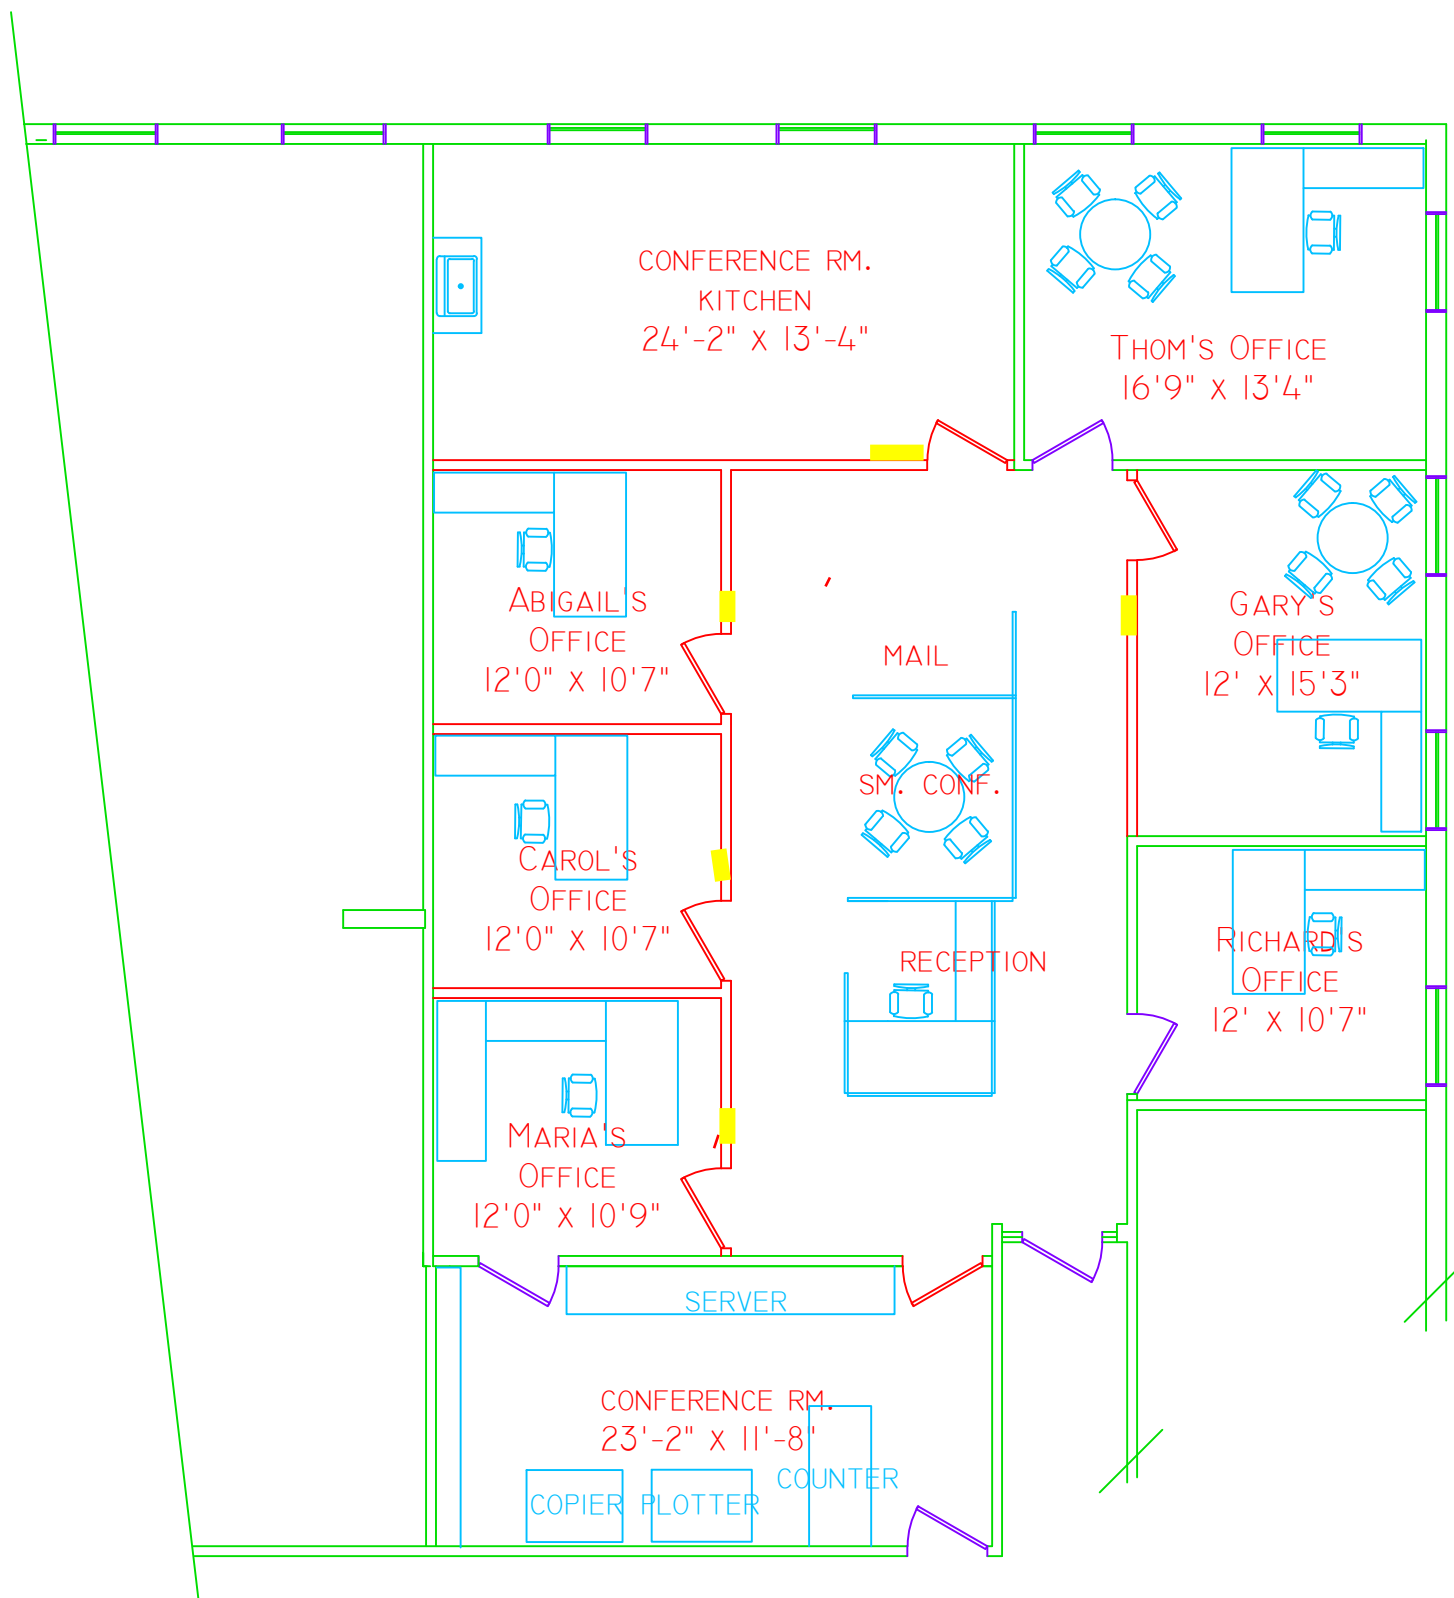 CONFERENCE RM.
KITCHEN
24'-2" X 13'-4"
THOM'S OFFICE
16'9" X 13'4"
ABIGAIL'S
OFFICE
12'0" X 10'7"
MAIL
GARY'S
OFFICE
12' X 15'3"
SM. CONF.
CAROL'S
OFFICE
12'0" X 10'7"
RECEPTION
RICHARD'S
OFFICE
12' X 10'7"
MARIA'S
OFFICE
12'0" X 10'9"
SERVER
CONFERENCE RM.
23'-2" X 11'-8"
COUNTER
COPIER
PLOTTER